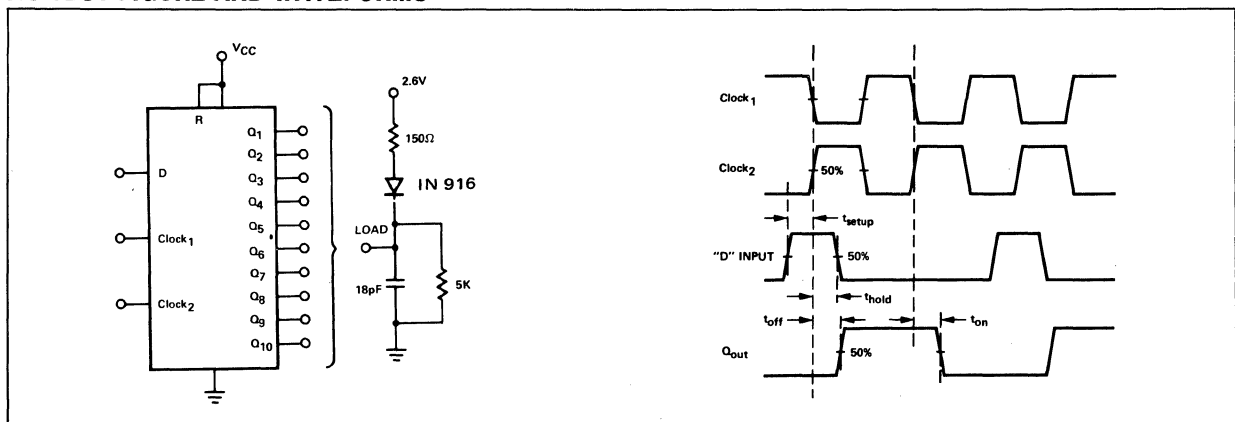 VCC
R
D
Clock1
Clock2
Q1
Q2
Q3
Q4
Q5
Q6
Q7
Q8
Q9
Q10
2.6V
150Ω
IN 916
LOAD
18pF
5K
Clock1
Clock2
50%
tsetup
"D" INPUT
50%
thold
toff
ton
Qout
50%